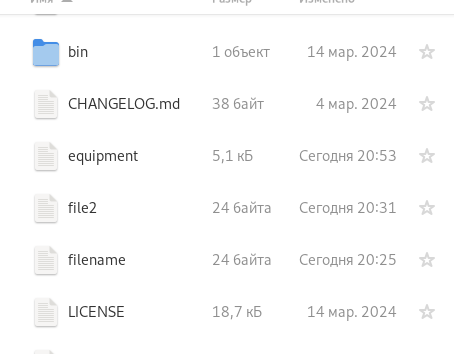 Имя Размер Изменено
bin 1 объект 14 мар. 2024
CHANGELOG.md 38 байт 4 мар. 2024
equipment 5,1 кБ Сегодня 20:53
file2 24 байта Сегодня 20:31
filename 24 байта Сегодня 20:25
LICENSE 18,7 кБ 14 мар. 2024